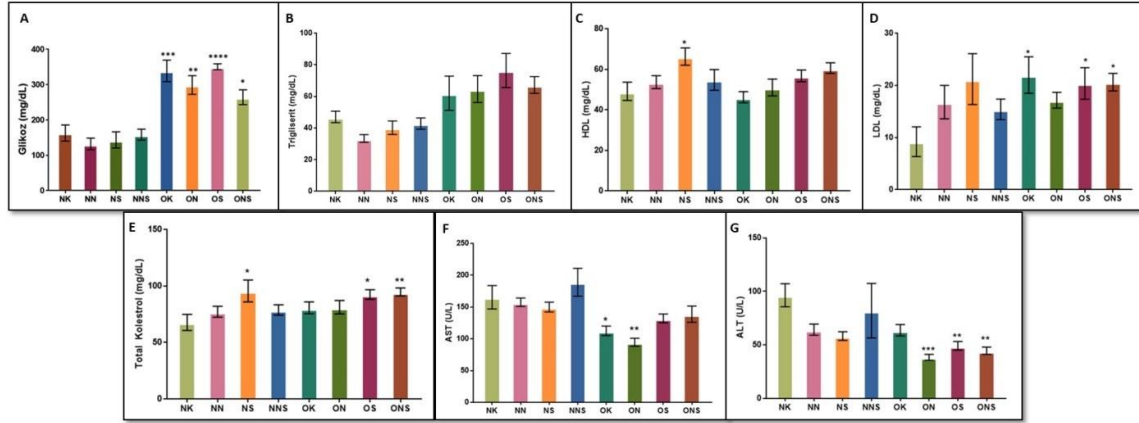 A
Glikoz (mg/dL)
400
300
200
100
0
*** ** **** *
NK NN NS NNS OK ON OS ONS
B
Trigliserit (mg/dL)
100
80
60
40
20
0
NK NN NS NNS OK ON OS ONS
C
HDL (mg/dL)
80
60
40
20
0
*
NK NN NS NNS OK ON OS ONS
D
LDL (mg/dL)
30
20
10
0
* * *
NK NN NS NNS OK ON OS ONS
E
Total Kolestrol (mg/dL)
150
100
50
0
* * **
NK NN NS NNS OK ON OS ONS
F
AST (U/L)
250
200
150
100
50
0
* **
NK NN NS NNS OK ON OS ONS
G
ALT (U/L)
150
100
50
0
*** ** **
NK NN NS NNS OK ON OS ONS